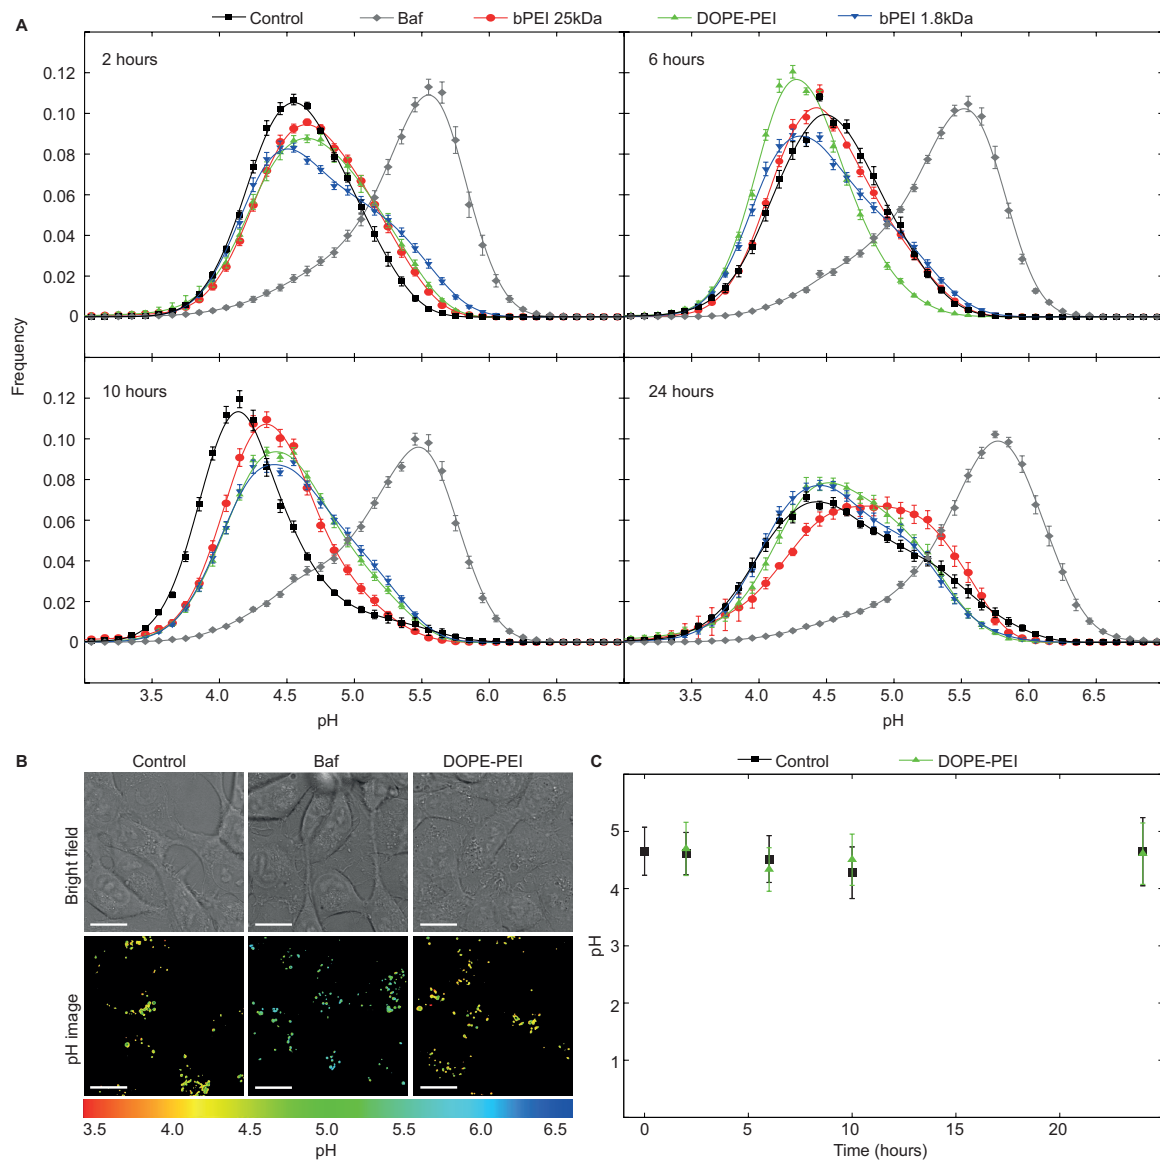 A
Control Baf bPEI 25kDa DOPE-PEI bPEI 1.8kDa
2 hours
6 hours
0.12
0.10
0.08
0.06
0.04
0.02
0
Frequency
10 hours
24 hours
0.12
0.10
0.08
0.06
0.04
0.02
0
3.5 4.0 4.5 5.0 5.5 6.0 6.5
3.5 4.0 4.5 5.0 5.5 6.0 6.5
pH
pH
B
Control Baf DOPE-PEI
Bright field
pH image
3.5 4.0 4.5 5.0 5.5 6.0 6.5
pH
C
Control DOPE-PEI
5
4
3
2
1
pH
0 5 10 15 20
Time (hours)